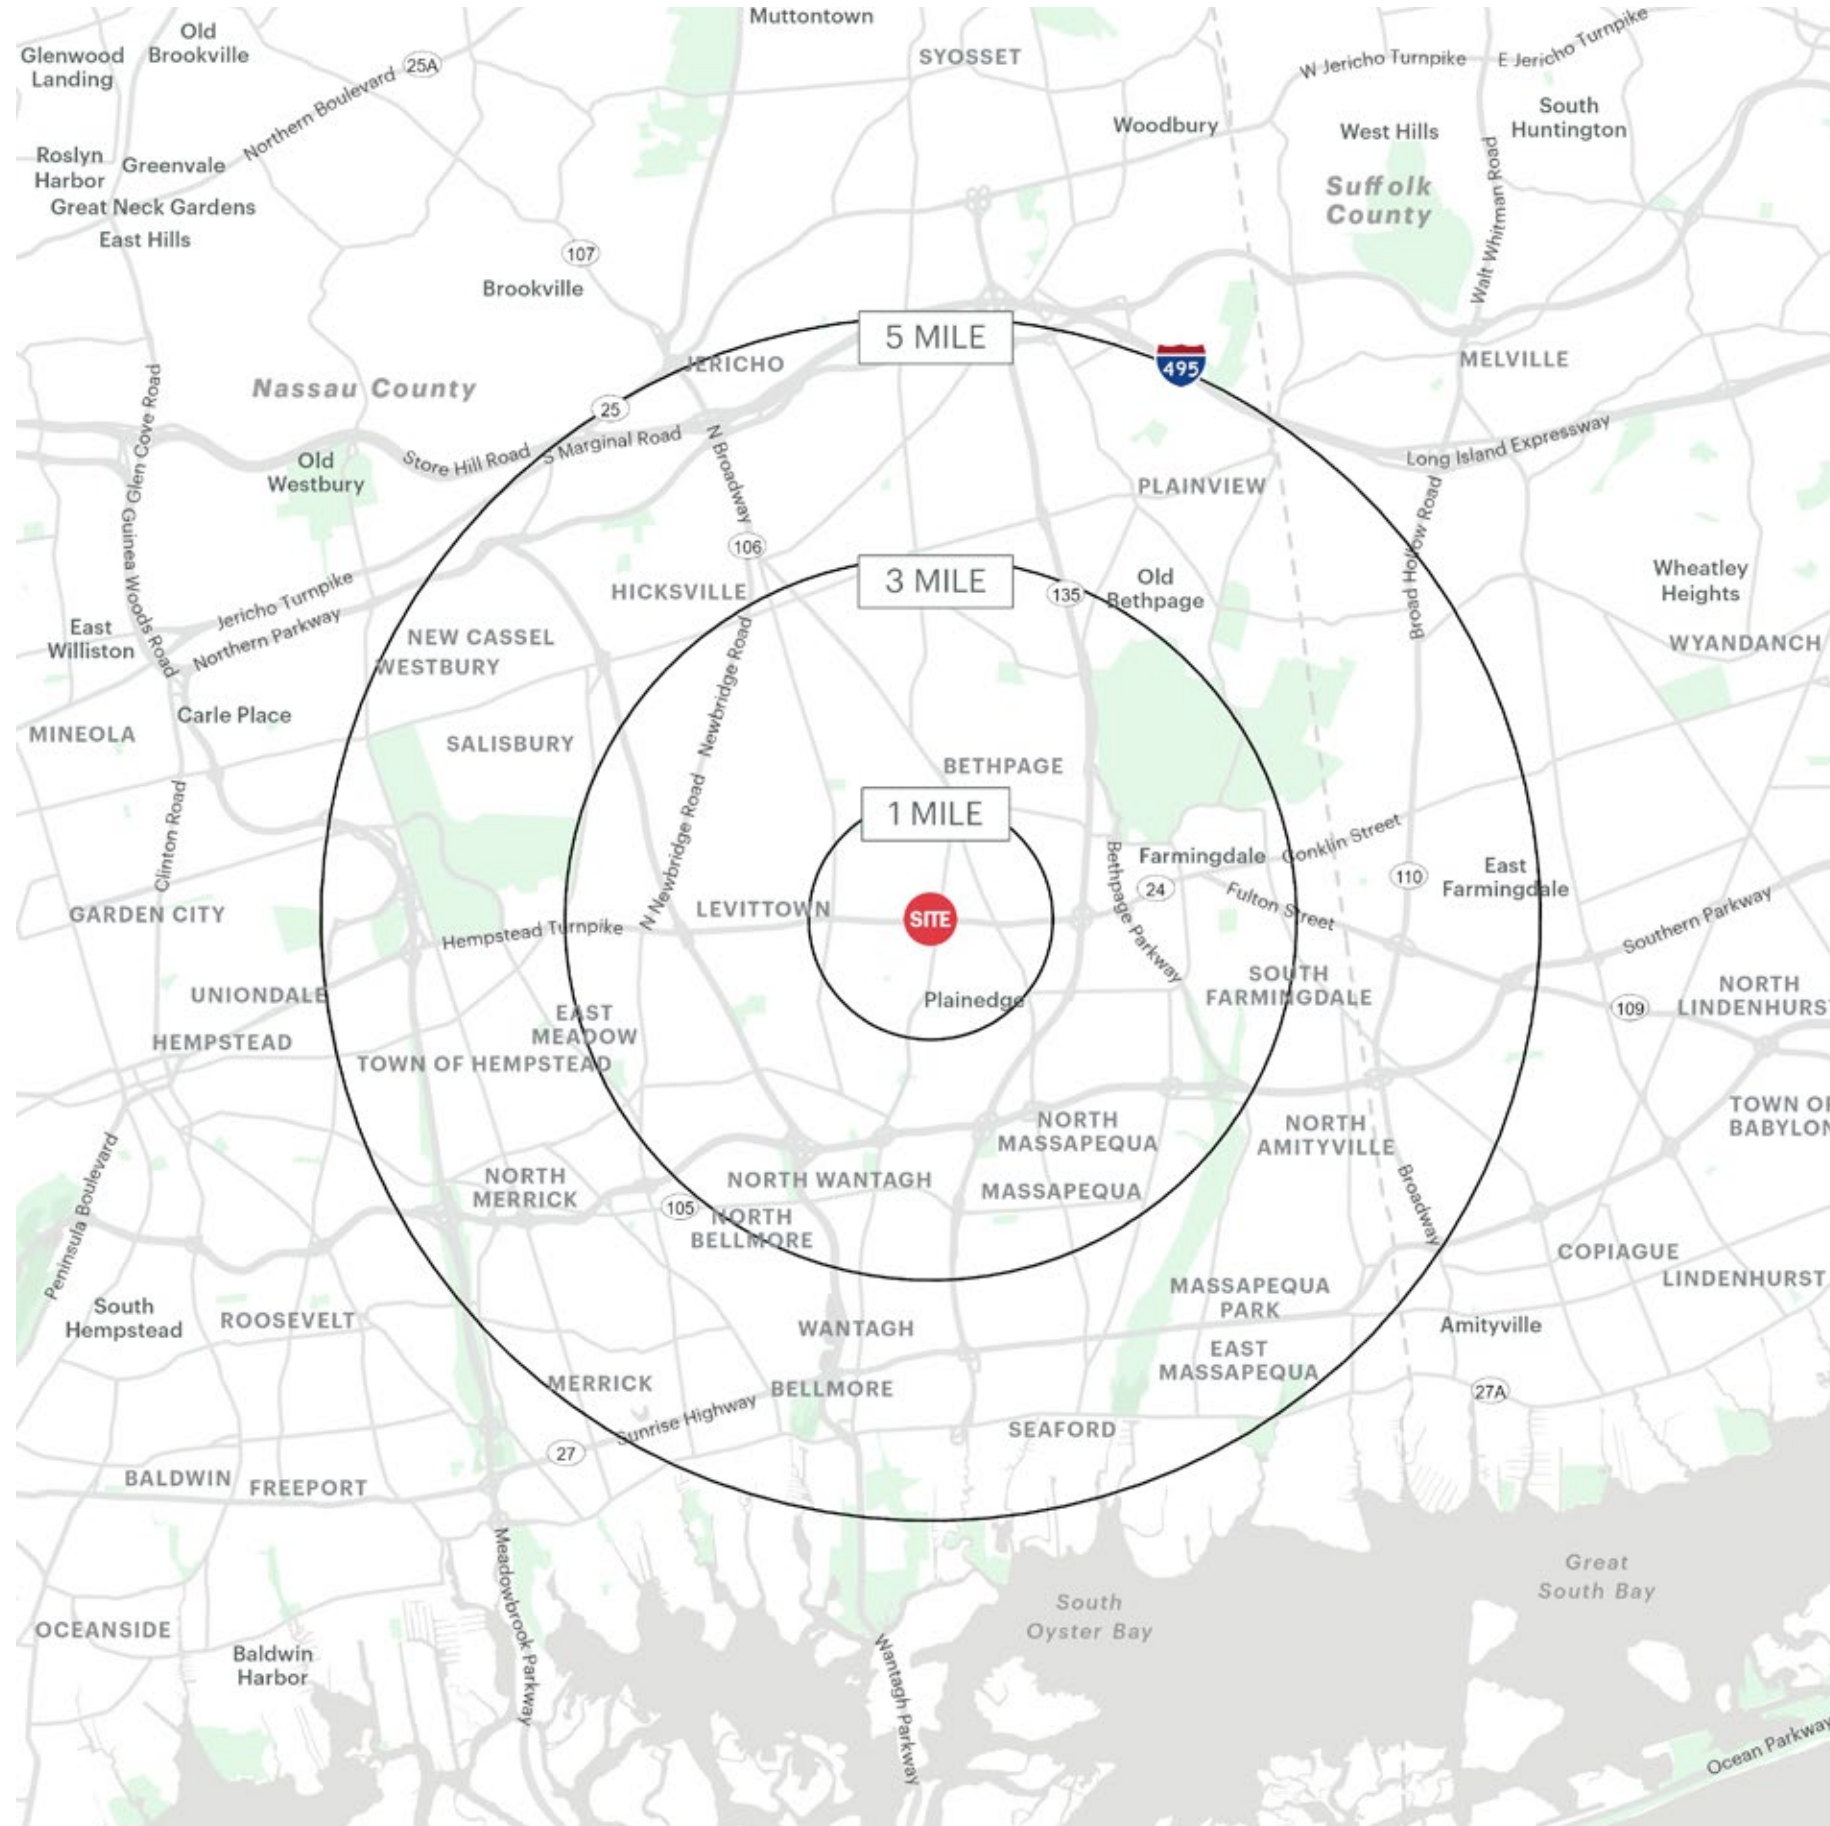 Muttontown
Old
Brookville
Glenwood
Landing
25A
Northern Boulevard
SYOSSET
W Jericho Turnpike
E Jericho Turnpike
Woodbury
West Hills
South
Huntington
Roslyn
Harbor
Greenvale
Great Neck Gardens
East Hills
Suffolk
County
Walt Whitman Road
107
Brookville
5 MILE
JERICHO
495
MELVILLE
Nassau County
25
Guinea Woods Road
Glen Cove Road
Store Hill Road
S Marginal Road
N Broadway
Long Island Expressway
Old
Westbury
PLAINVIEW
Broad Hollow Road
106
3 MILE
135
Old
Bethpage
Wheatley
Heights
HICKSVILLE
Jericho Turnpike
Northern Parkway
East
Williston
NEW CASSEL
WESTBURY
WYANDANCH
Newbridge Road
Carle Place
MINEOLA
SALISBURY
BETHPAGE
N Newbridge Road
1 MILE
Clinton Road
Bethpage Parkway
Farmingdale
Conklin Street
24
Fulton Street
110
East
Farmingdale
GARDEN CITY
LEVITTOWN
SITE
Hempstead Turnpike
Southern Parkway
UNIONDALE
Plainedge
SOUTH
FARMINGDALE
109
NORTH
LINDENHURS
HEMPSTEAD
EAST
MEADOW
TOWN OF HEMPSTEAD
NORTH
MASSAPEQUA
NORTH
AMITYVILLE
TOWN OF
BABYLON
Peninsula Boulevard
NORTH
MERRICK
NORTH WANTAGH
MASSAPEQUA
105
NORTH
BELLMORE
Broadway
COPIAGUE
LINDENHURST
South
Hempstead
ROOSEVELT
WANTAGH
MASSAPEQUA
PARK
Amityville
EAST
MASSAPEQUA
MERRICK
BELLMORE
27A
Sunrise Highway
27
SEAFORD
BALDWIN
FREEPORT
Meadowbrook Parkway
Great
South Bay
South
Oyster Bay
OCEANSIDE
Baldwin
Harbor
Wantagh Parkway
Ocean Parkway